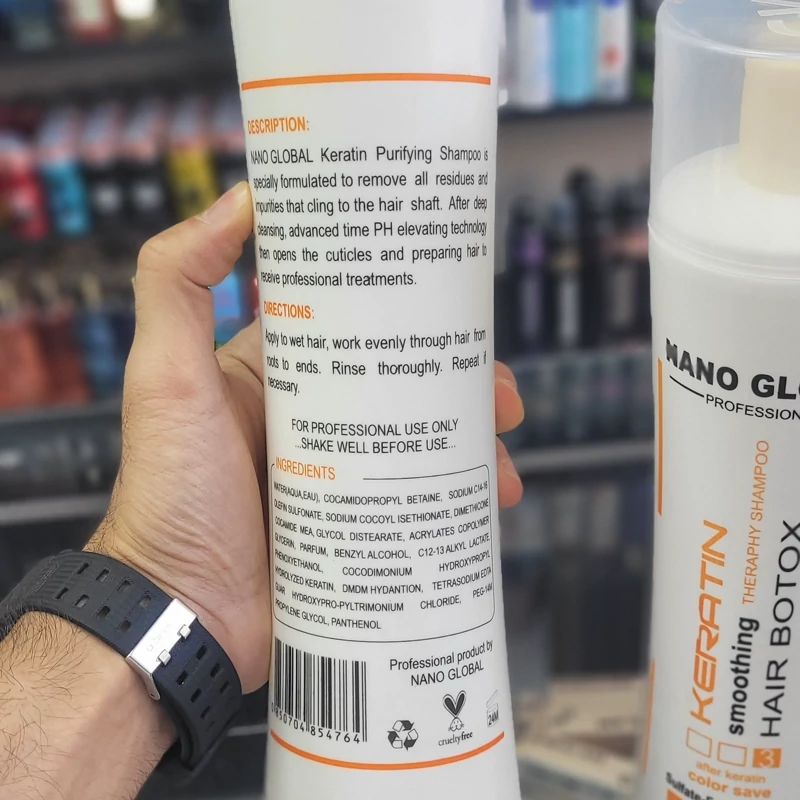 DESCRIPTION:
NANO GLOBAL Keratin Purifying Shampoo is
specially formulated to remove all residues and
impurities that cling to the hair shaft. After deep
cleansing, advanced time PH elevating technology
then opens the cuticles and preparing hair to
receive professional treatments.
DIRECTIONS:
Apply to wet hair, work evenly through hair from
roots to ends. Rinse thoroughly. Repeat if
necessary.
FOR PROFESSIONAL USE ONLY
...SHAKE WELL BEFORE USE...
INGREDIENTS
WATER(AQUA,EAU), COCAMIDOPROPYL BETAINE, SODIUM C14-16
OLEFIN SULFONATE, SODIUM COCOYL ISETHIONATE, DIMETHICONE
COCAMIDE MEA, GLYCOL DISTEARATE, ACRYLATES COPOLYMER
GLYCERIN, PARFUM, BENZYL ALCOHOL, C12-13 ALKYL LACTATE,
PHENOXYETHANOL, COCODIMONIUM HYDROXYPROPYL
HYDROLYZED KERATIN, DMDM HYDANTION, TETRASODIUM EDTA
GUAR HYDROXYPRO-PYLTRIMONIUM CHLORIDE, PEG-14M
PROPYLENE GLYCOL, PANTHENOL
Professional product by
NANO GLOBAL
850704 854764
crueltyfree
24M
NANO GLO
PROFESSION
KERATIN
THERAPHY SHAMPOO
smoothing
HAIR BOTOX
3
after keratin
color save